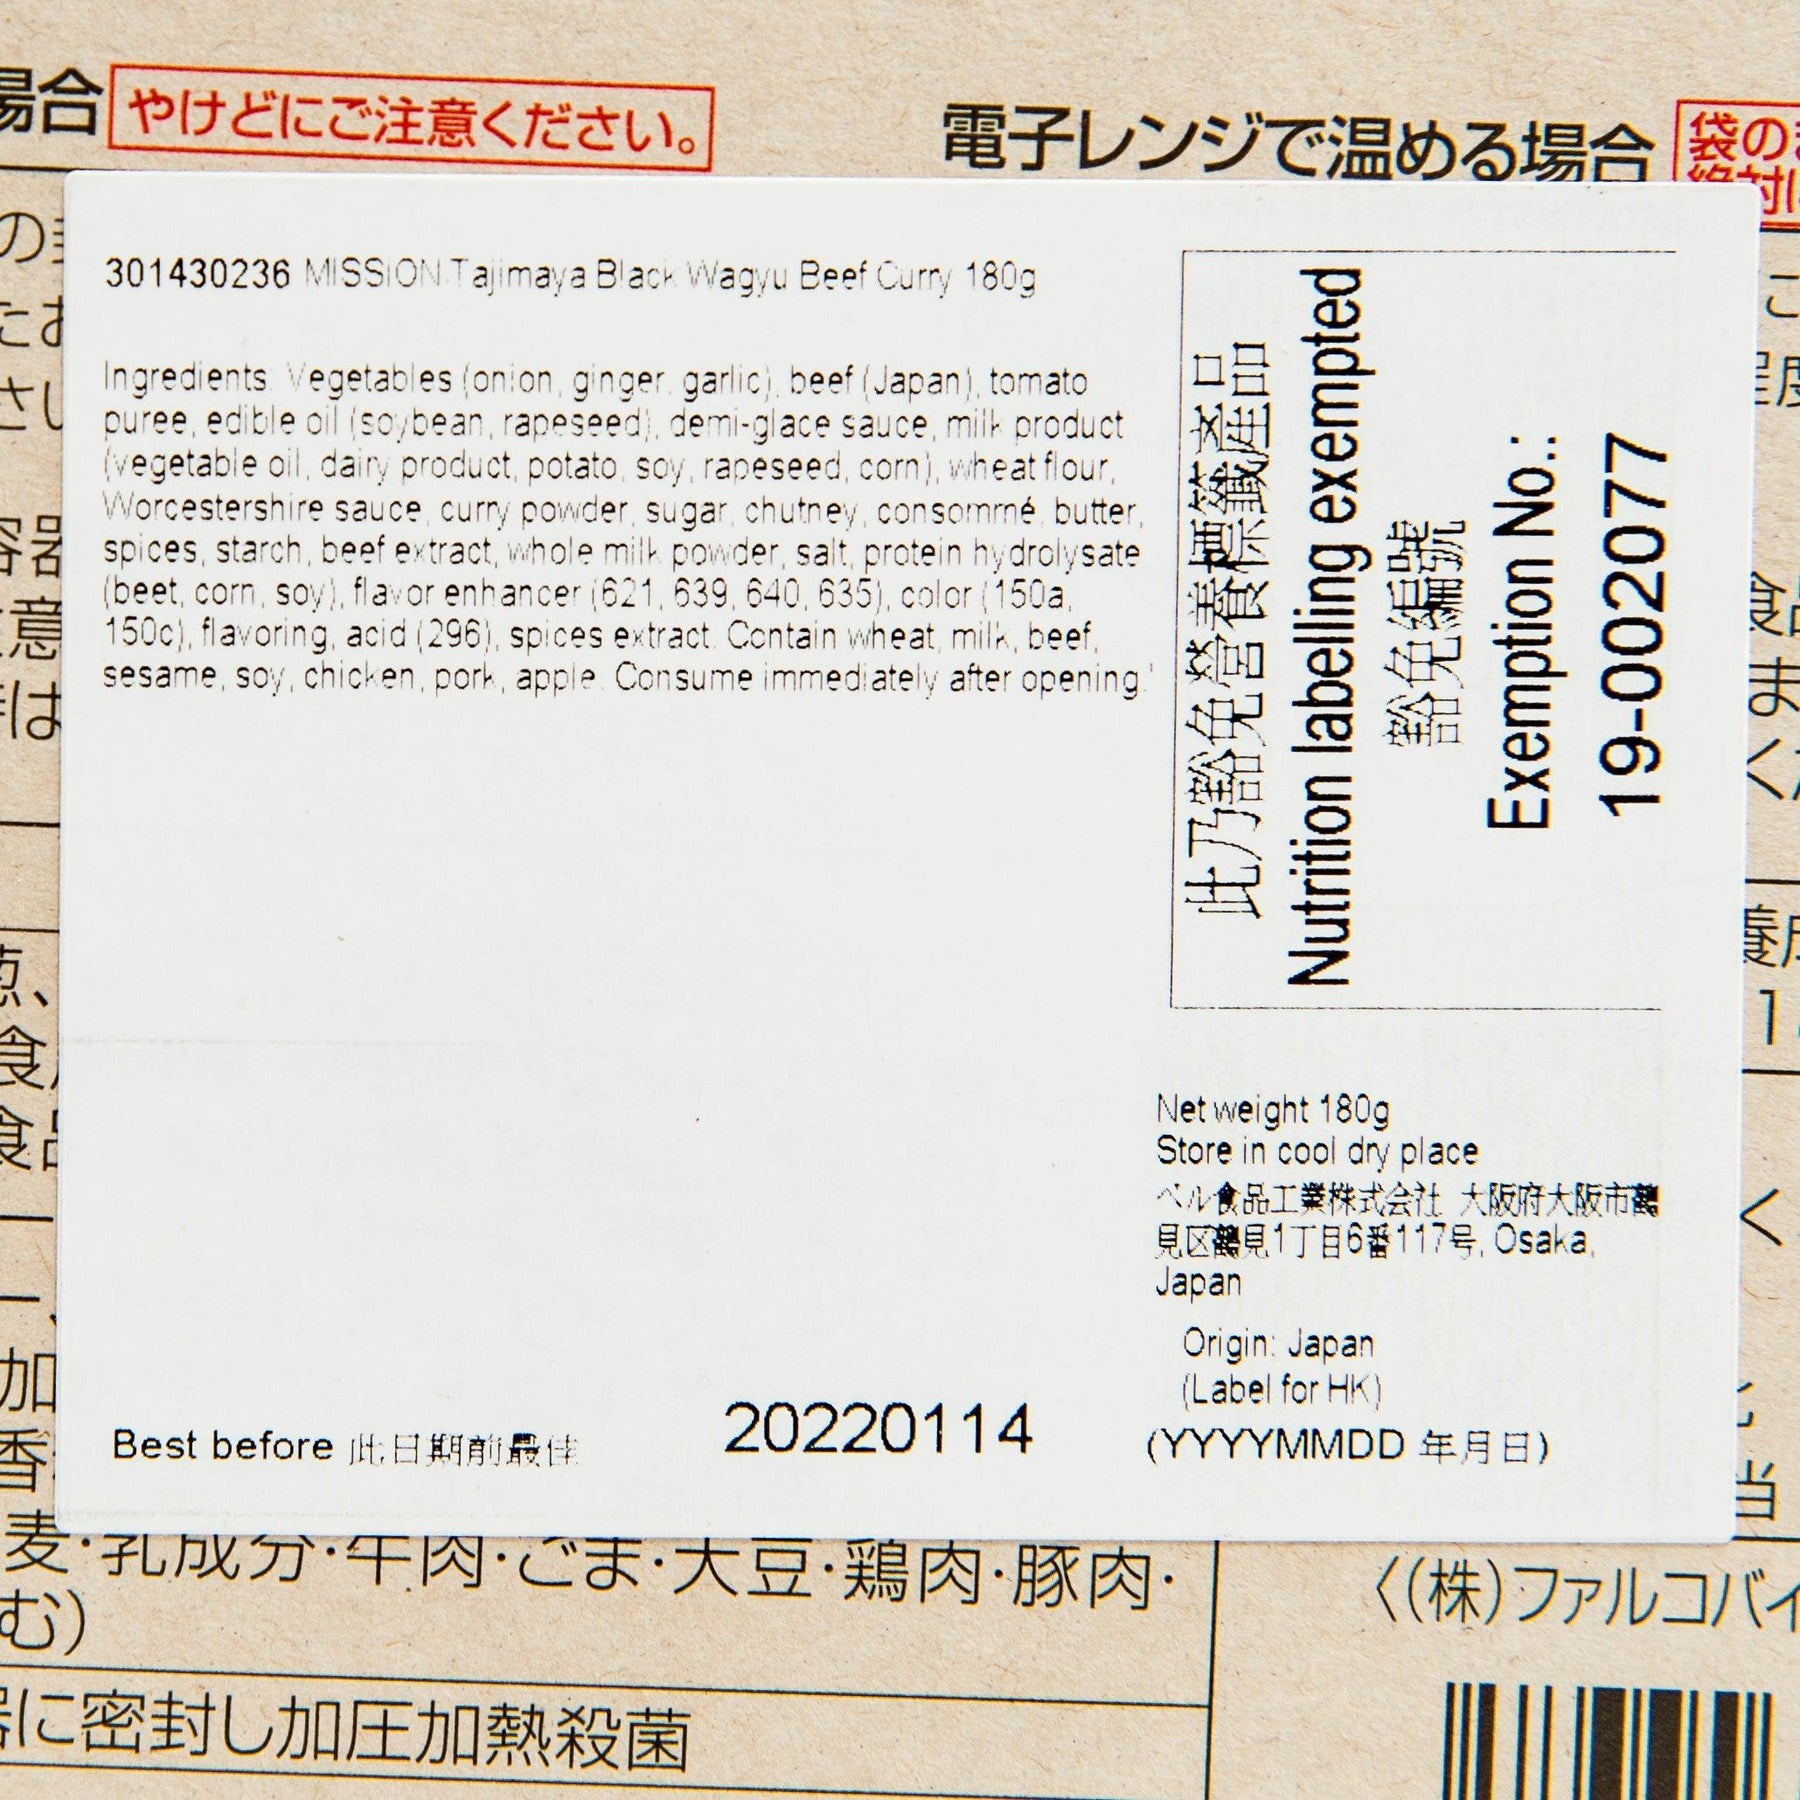 場合 やけどにご注意ください。
電子レンジで温める場合
袋の
絶対に
301430236 MISSION Tajimaya Black Wagyu Beef Curry 180g
Ingredients: Vegetables (onion, ginger, garlic), beef (Japan), tomato
puree, edible oil (soybean, rapeseed), demi-glace sauce, milk product
(vegetable oil, dairy product, potato, soy, rapeseed, corn), wheat flour,
Worcestershire sauce, curry powder, sugar, chutney, consommé, butter,
spices, starch, beef extract, whole milk powder, salt, protein hydrolysate
(beet, corn, soy), flavor enhancer (621, 639, 640, 635), color (150a,
150c), flavoring, acid (296), spices extract. Contain wheat, milk, beef,
sesame, soy, chicken, pork, apple. Consume immediately after opening.'
此乃豁免營養標籤產品
Nutrition labelling exempted
豁免編號
Exemption No.:
19-002077
Net weight 180g
Store in cool dry place
ベル食品工業株式会社 大阪府大阪市鶴
見区鶴見1丁目6番117号, Osaka,
Japan
Origin: Japan
(Label for HK)
Best before 此日期前最佳 20220114 (YYYYMMDD 年月日)
麦・乳成分・牛肉・ごま・大豆・鶏肉・豚肉・
む)
器に密封し加圧加熱殺菌
〈(株)ファルコバイ